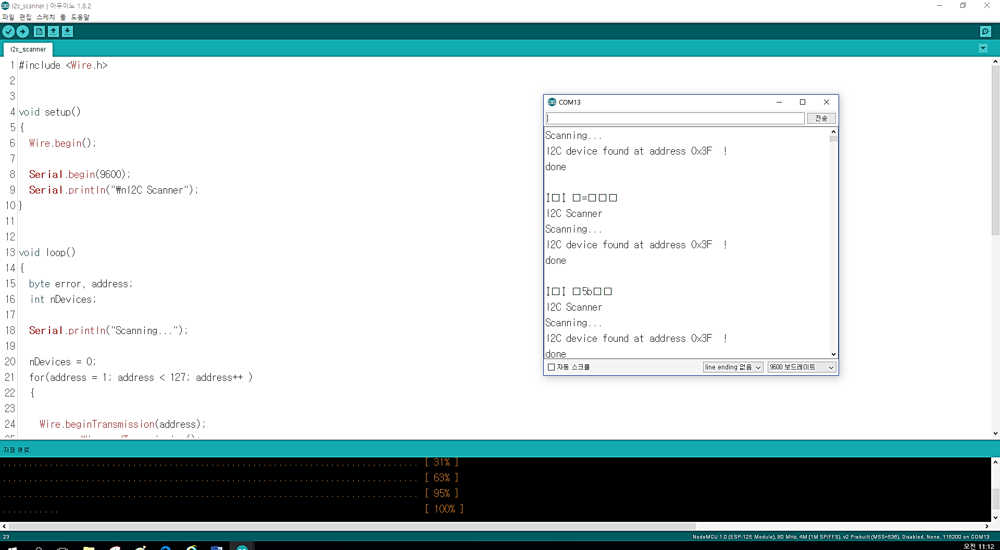 i2c_scanner | 아두이노 1.8.2
파일 편집 스케치 툴 도움말
i2c_scanner
1 #include <Wire.h>
2
3
4 void setup()
5 {
6 Wire.begin();
7
8 Serial.begin(9600);
9 Serial.println("₩nI2C Scanner");
10 }
11
12
13 void loop()
14 {
15 byte error, address;
16 int nDevices;
17
18 Serial.println("Scanning...");
19
20 nDevices = 0;
21 for(address = 1; address < 127; address++ )
22 {
23
24 Wire.beginTransmission(address);
COM13
전송
Scanning...
I2C device found at address 0x3F !
done
↕□↕ □=□□□
I2C Scanner
Scanning...
I2C device found at address 0x3F !
done
↕□↕ □5b□□
I2C Scanner
Scanning...
I2C device found at address 0x3F !
done
자동 스크롤
line ending 없음
9600 보드레이트
저장 완료.
................................................................................ [ 31% ]
................................................................................ [ 63% ]
................................................................................ [ 95% ]
........... [ 100% ]
23
NodeMCU 1.0 (ESP-12E Module), 80 MHz, 4M (1M SPIFFS), v2 Prebuilt (MSS=536), Disabled, None, 115200 on COM13
오전 11:12